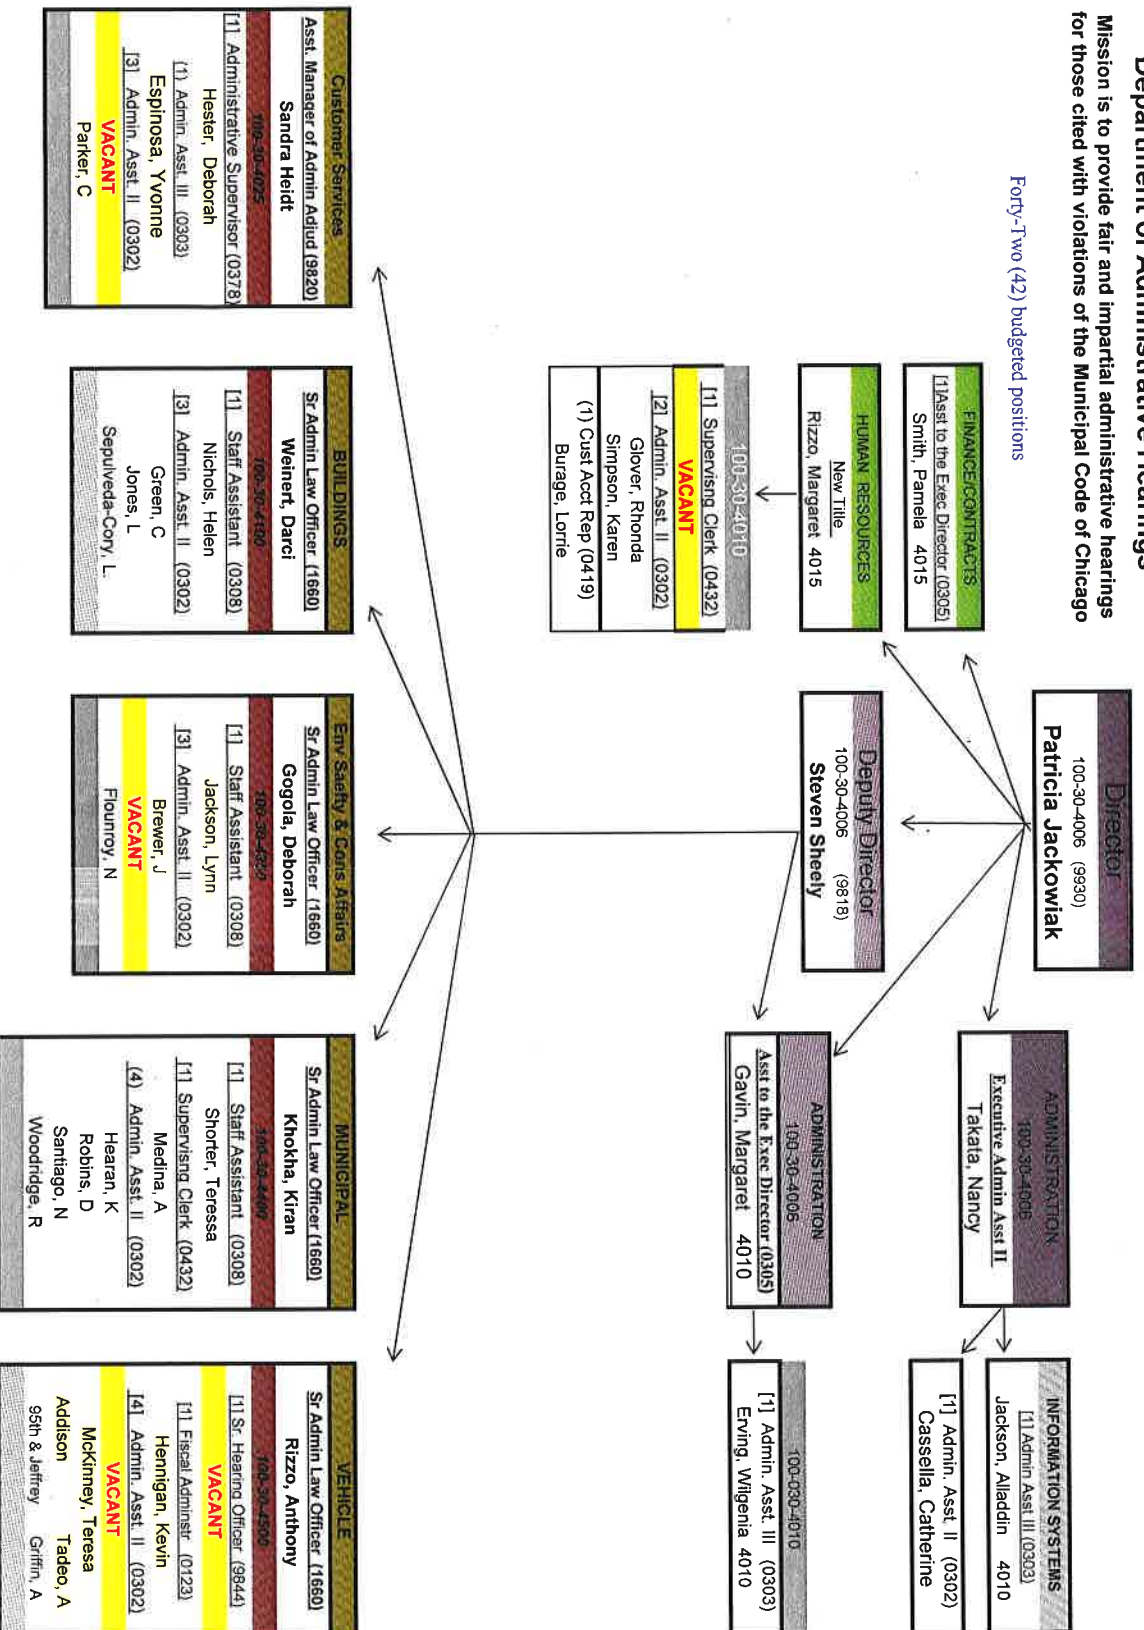 Department of Administrative Hearings
Mission is to provide fair and impartial administrative hearings
for those cited with violations of the Municipal Code of Chicago
Forty-Two (42) budgeted positions
Director
100-30-4006 (9930)
Patricia Jackowiak
FINANCE/CONTRACTS
[1]Asst to the Exec Director (0305)
Smith, Pamela 4015
HUMAN RESOURCES
New Title
Rizzo, Margaret 4015
100-30-4010
[1] Supervisng Clerk (0432)
VACANT
[2] Admin. Asst. II (0302)
Glover, Rhonda
Simpson, Karen
(1) Cust Acct Rep (0419)
Burage, Lorrie
Deputy Director
100-30-4006 (9818)
Steven Sheely
ADMINISTRATION
100-30-4006
Executive Admin Asst II
Takata, Nancy
ADMINISTRATION
100-30-4006
Asst to the Exec Director (0305)
Gavin, Margaret 4010
INFORMATION SYSTEMS
[1] Admin Asst III (0303)
Jackson, Alladdin 4010
[1] Admin. Asst. II (0302)
Cassella, Catherine
100-030-4010
[1] Admin. Asst. III (0303)
Erving, Wilgenia 4010
Customer Services
Asst. Manager of Admin Adjud (9820)
Sandra Heidt
100-30-4025
[1] Administrative Supervisor (0378)
Hester, Deborah
(1) Admin. Asst. III (0303)
Espinosa, Yvonne
[3] Admin. Asst. II (0302)
VACANT
Parker, C
BUILDINGS
Sr Admin Law Officer (1660)
Weinert, Darci
100-30-4100
[1] Staff Assistant (0308)
Nichols, Helen
[3] Admin. Asst. II (0302)
Green, C
Jones, L
Sepulveda-Cory, L.
Env Saefty & Cons Affairs
Sr Admin Law Officer (1660)
Gogola, Deborah
[1] Staff Assistant (0308)
Jackson, Lynn
[3] Admin. Asst. II (0302)
Brewer, J
VACANT
Flounroy, N
MUNICIPAL
Sr Admin Law Officer (1660)
Khokha, Kiran
100-30-4400
[1] Staff Assistant (0308)
Shorter, Teressa
[1] Supervisng Clerk (0432)
Medina, A
(4) Admin. Asst. II (0302)
Hearan, K
Robins, D
Santiago, N
Woodridge, R
VEHICLE
Sr Admin Law Officer (1660)
Rizzo, Anthony
100-30-4500
[1] Sr. Hearing Officer (9844)
VACANT
[1] Fiscal Adminstr (0123)
Hennigan, Kevin
[4] Admin. Asst. II (0302)
VACANT
McKinney, Teresa
Addison Tadeo, A
95th & Jeffrey Griffin, A